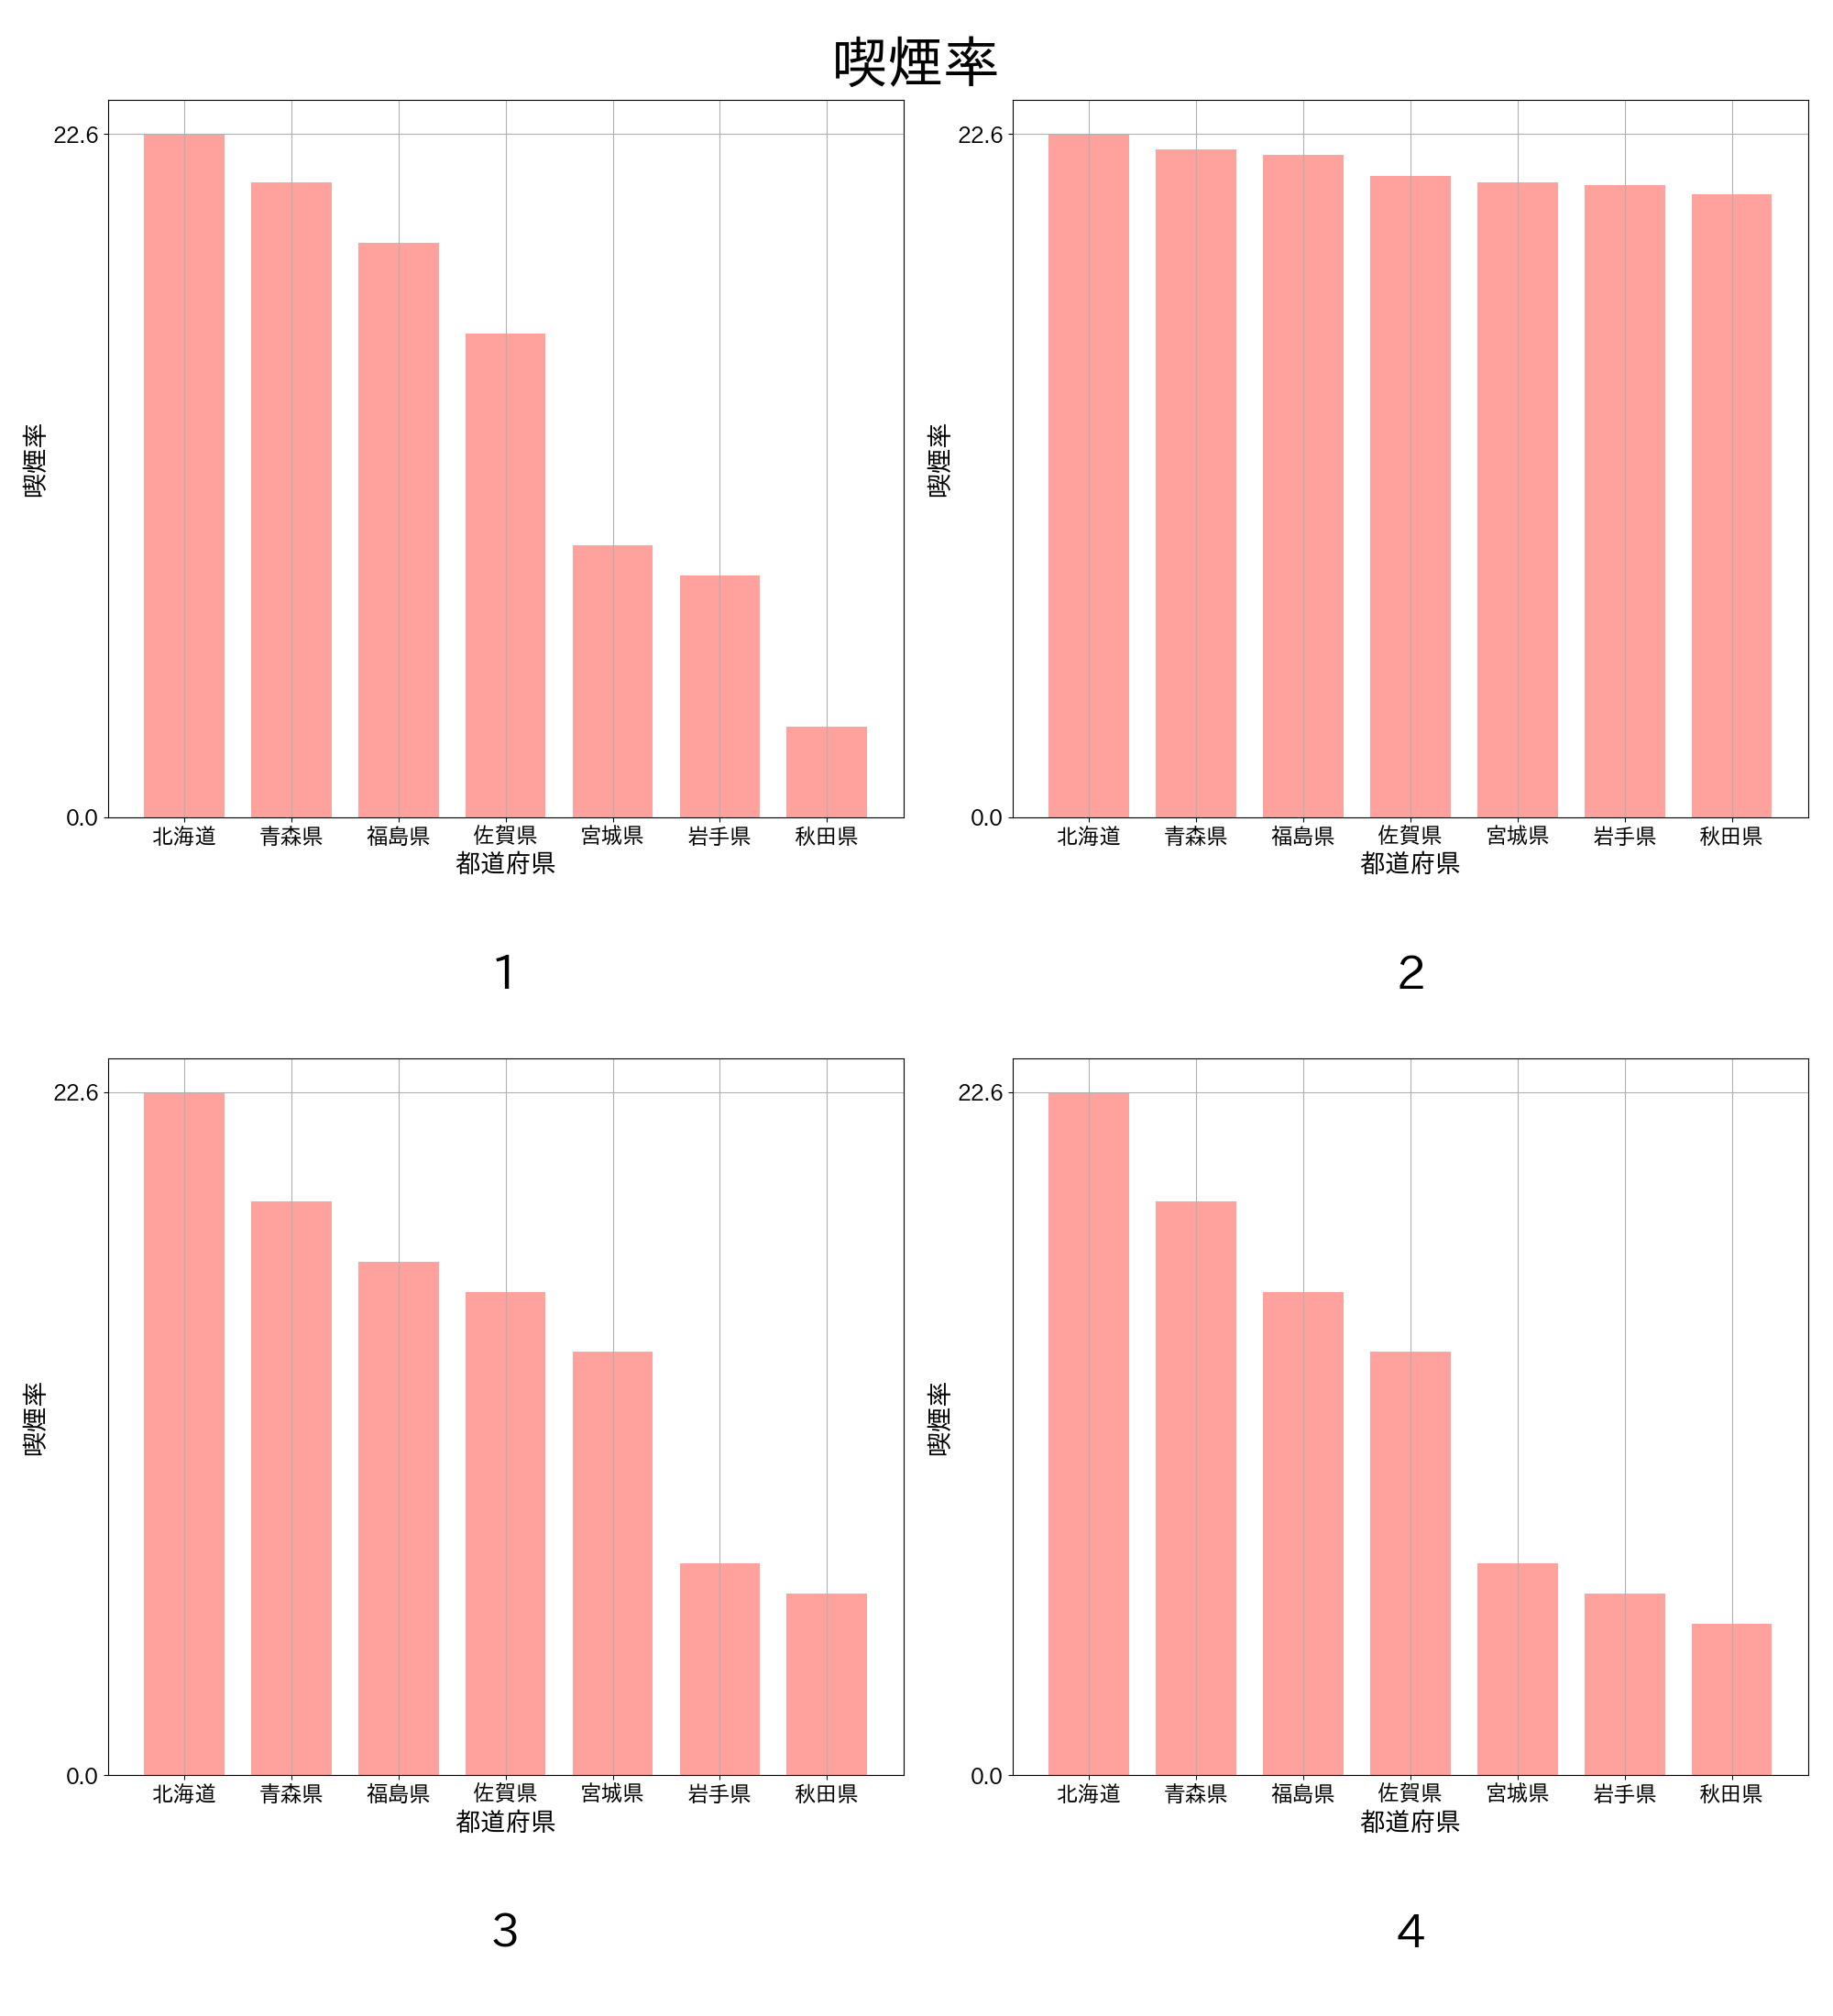 喫煙率
22.6
0.0
喫煙率
北海道 青森県 福島県 佐賀県 宮城県 岩手県 秋田県
都道府県
1
22.6
0.0
喫煙率
北海道 青森県 福島県 佐賀県 宮城県 岩手県 秋田県
都道府県
2
22.6
0.0
喫煙率
北海道 青森県 福島県 佐賀県 宮城県 岩手県 秋田県
都道府県
3
22.6
0.0
喫煙率
北海道 青森県 福島県 佐賀県 宮城県 岩手県 秋田県
都道府県
4